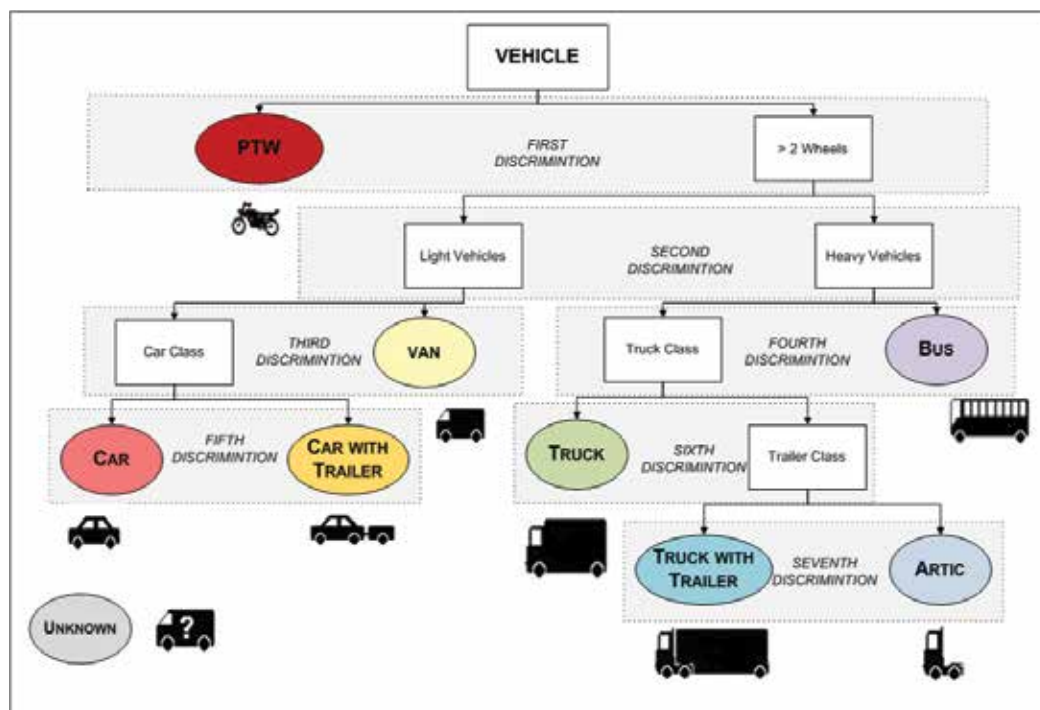 VEHICLE
PTW
FIRST
DISCRIMINTION
> 2 Wheels
Light Vehicles
SECOND
DISCRIMINTION
Heavy Vehicles
Car Class
THIRD
DISCRIMINTION
VAN
Truck Class
FOURTH
DISCRIMINTION
BUS
CAR
FIFTH
DISCRIMINTION
CAR WITH
TRAILER
TRUCK
SIXTH
DISCRIMINTION
Trailer Class
TRUCK WITH
TRAILER
SEVENTH
DISCRIMINTION
ARTIC
UNKNOWN
?